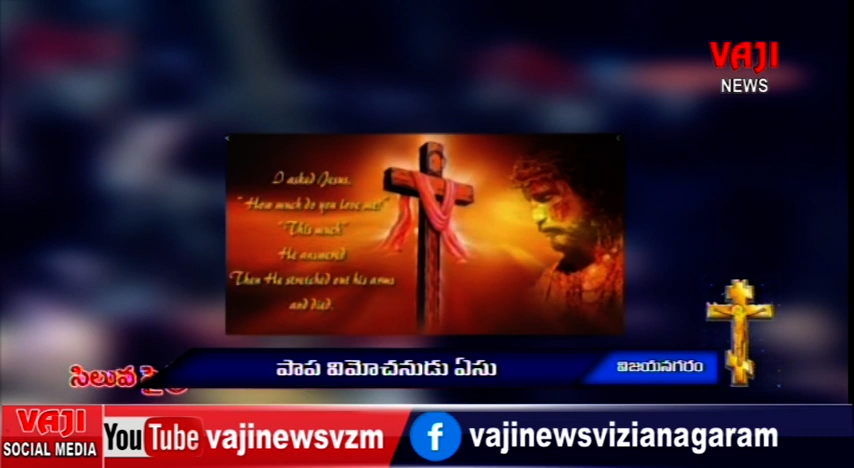 VAJI
NEWS
I asked Jesus.
"How much do you love me?"
"This much"
He answered
Then He stretched out his arms
and died.
సిలువ
పాప విమోచనుడు ఏసు
విజయనగరం
VAJI
SOCIAL MEDIA
YouTube vajinewsvzm
f vajinewsvizianagaram